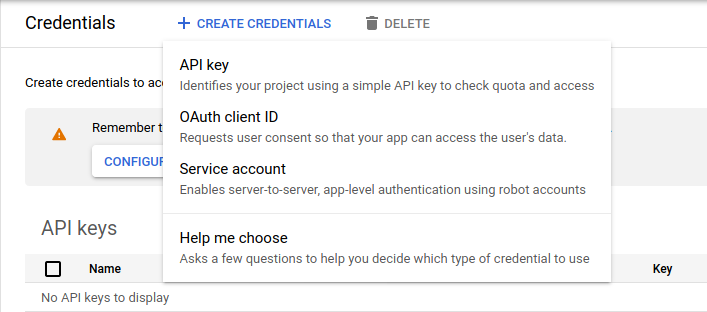 Credentials
+ CREATE CREDENTIALS
DELETE
API key
Identifies your project using a simple API key to check quota and access
Create credentials to
OAuth client ID
Requests user consent so that your app can access the user's data.
Remember
Service account
Enables server-to-server, app-level authentication using robot accounts
Help me choose
Asks a few questions to help you decide which type of credential to use
API keys
Name
Key
No API keys to display